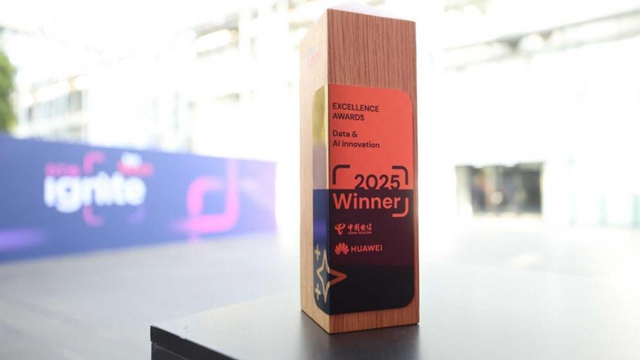 ignite
EXCELLENCE
AWARDS
Data &
AI innovation
2025
Winner
中国电信
HUAWEI